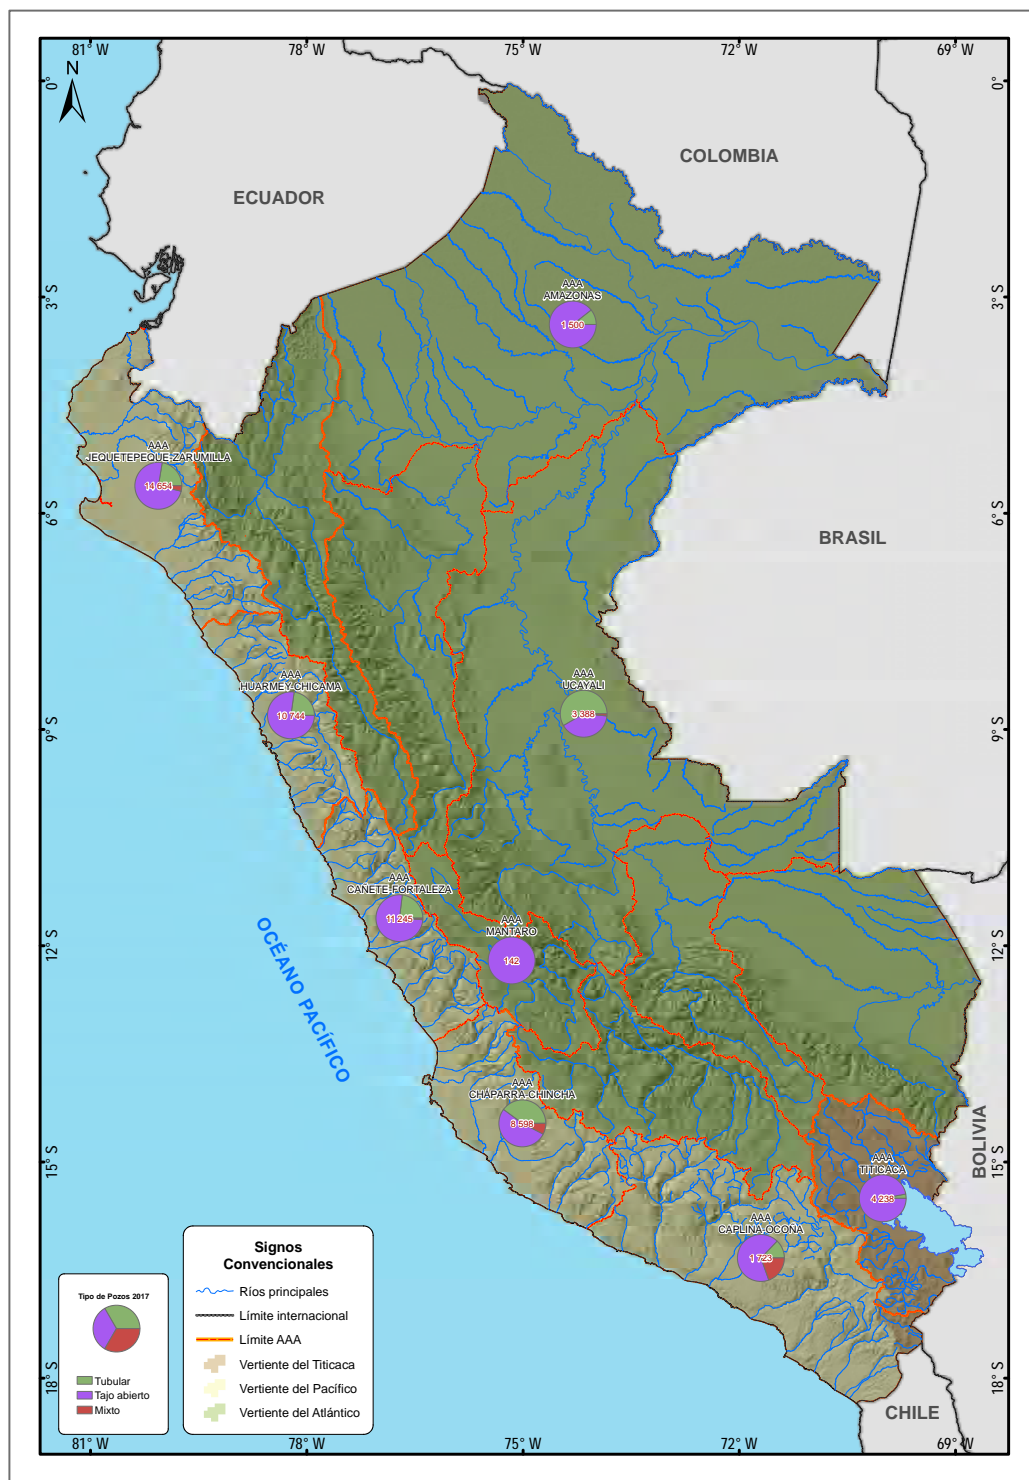 81° W
78° W
75° W
72° W
69° W
N
0°
0°
COLOMBIA
ECUADOR
3° S
AAA
AMAZONAS
1 500
3° S
AAA
JEQUETEPEQUE-ZARUMILLA
14 654
6° S
6° S
BRASIL
AAA
HUARMEY-CHICAMA
10 744
AAA
UCAYALI
3 388
9° S
9° S
AAA
CAÑETE-FORTALEZA
11 245
AAA
MANTARO
142
OCÉANO PACÍFICO
12° S
12° S
AAA
CHAPARRA-CHINCHA
8 598
BOLIVIA
15° S
15° S
AAA
TITICACA
4 238
AAA
CAPLINA-OCOÑA
1 723
Signos
Convencionales
Ríos principales
Límite internacional
Límite AAA
Vertiente del Titicaca
Vertiente del Pacífico
Vertiente del Atlántico
Tipo de Pozos 2017
Tubular
Tajo abierto
Mixto
18° S
18° S
CHILE
81° W
78° W
75° W
72° W
69° W